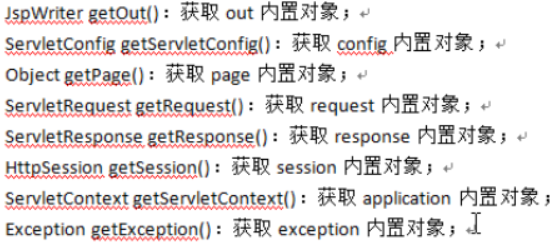 JspWriter getOut()：获取 out 内置对象；
ServletConfig getServletConfig()：获取 config 内置对象；
Object getPage()：获取 page 内置对象；
ServletRequest getRequest()：获取 request 内置对象；
ServletResponse getResponse()：获取 response 内置对象；
HttpSession getSession()：获取 session 内置对象；
ServletContext getServletContext()：获取 application 内置对象；
Exception getException()：获取 exception 内置对象；